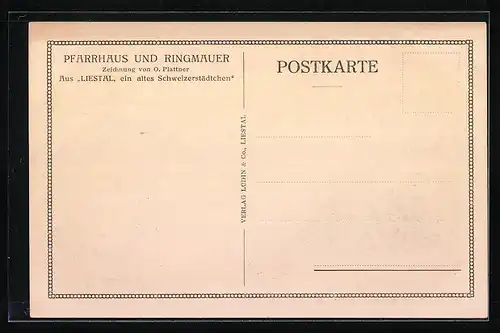 PFARRHAUS UND RINGMAUER
Zeichnung von O. Plattner
Aus „LIESTAL, ein altes Schweizerstädtchen“
POSTKARTE
VERLAG LÜDIN & Co., LIESTAL